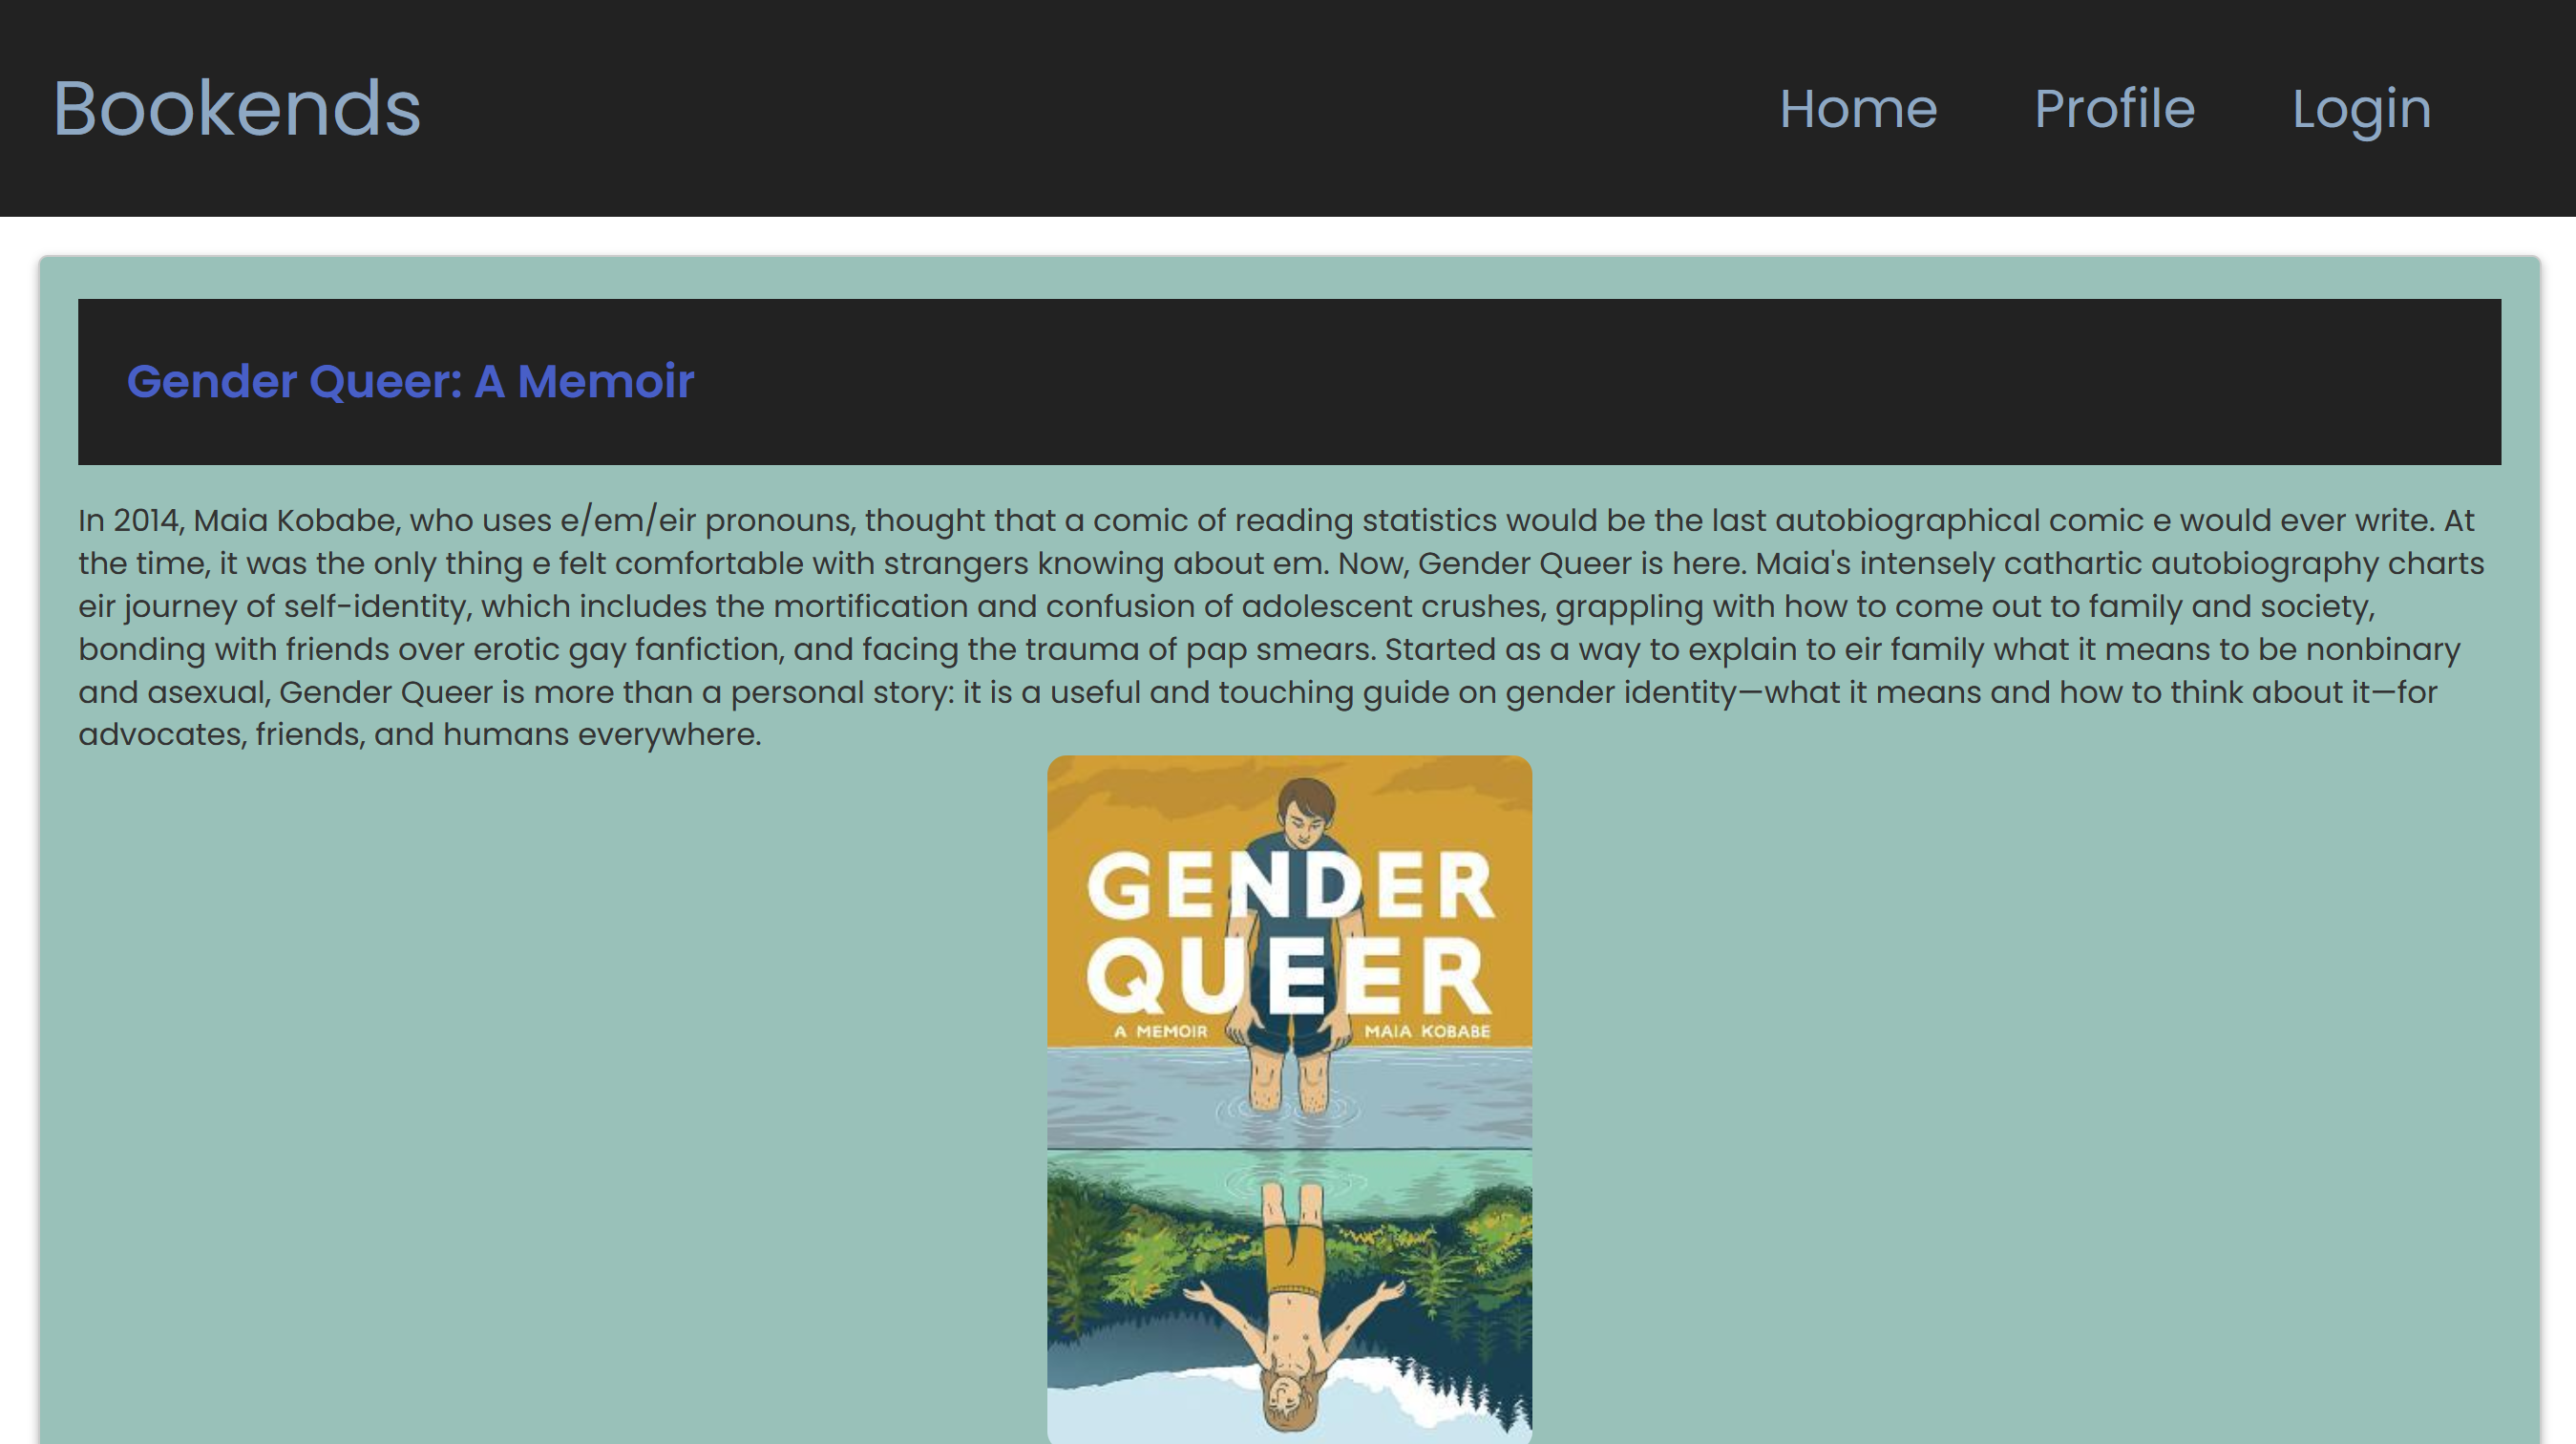 Bookends
Home Profile Login
Gender Queer: A Memoir
In 2014, Maia Kobabe, who uses e/em/eir pronouns, thought that a comic of reading statistics would be the last autobiographical comic e would ever write. At
the time, it was the only thing e felt comfortable with strangers knowing about em. Now, Gender Queer is here. Maia's intensely cathartic autobiography charts
eir journey of self-identity, which includes the mortification and confusion of adolescent crushes, grappling with how to come out to family and society,
bonding with friends over erotic gay fanfiction, and facing the trauma of pap smears. Started as a way to explain to eir family what it means to be nonbinary
and asexual, Gender Queer is more than a personal story: it is a useful and touching guide on gender identity—what it means and how to think about it—for
advocates, friends, and humans everywhere.
GENDER
QUEER
A MEMOIR MAIA KOBABE